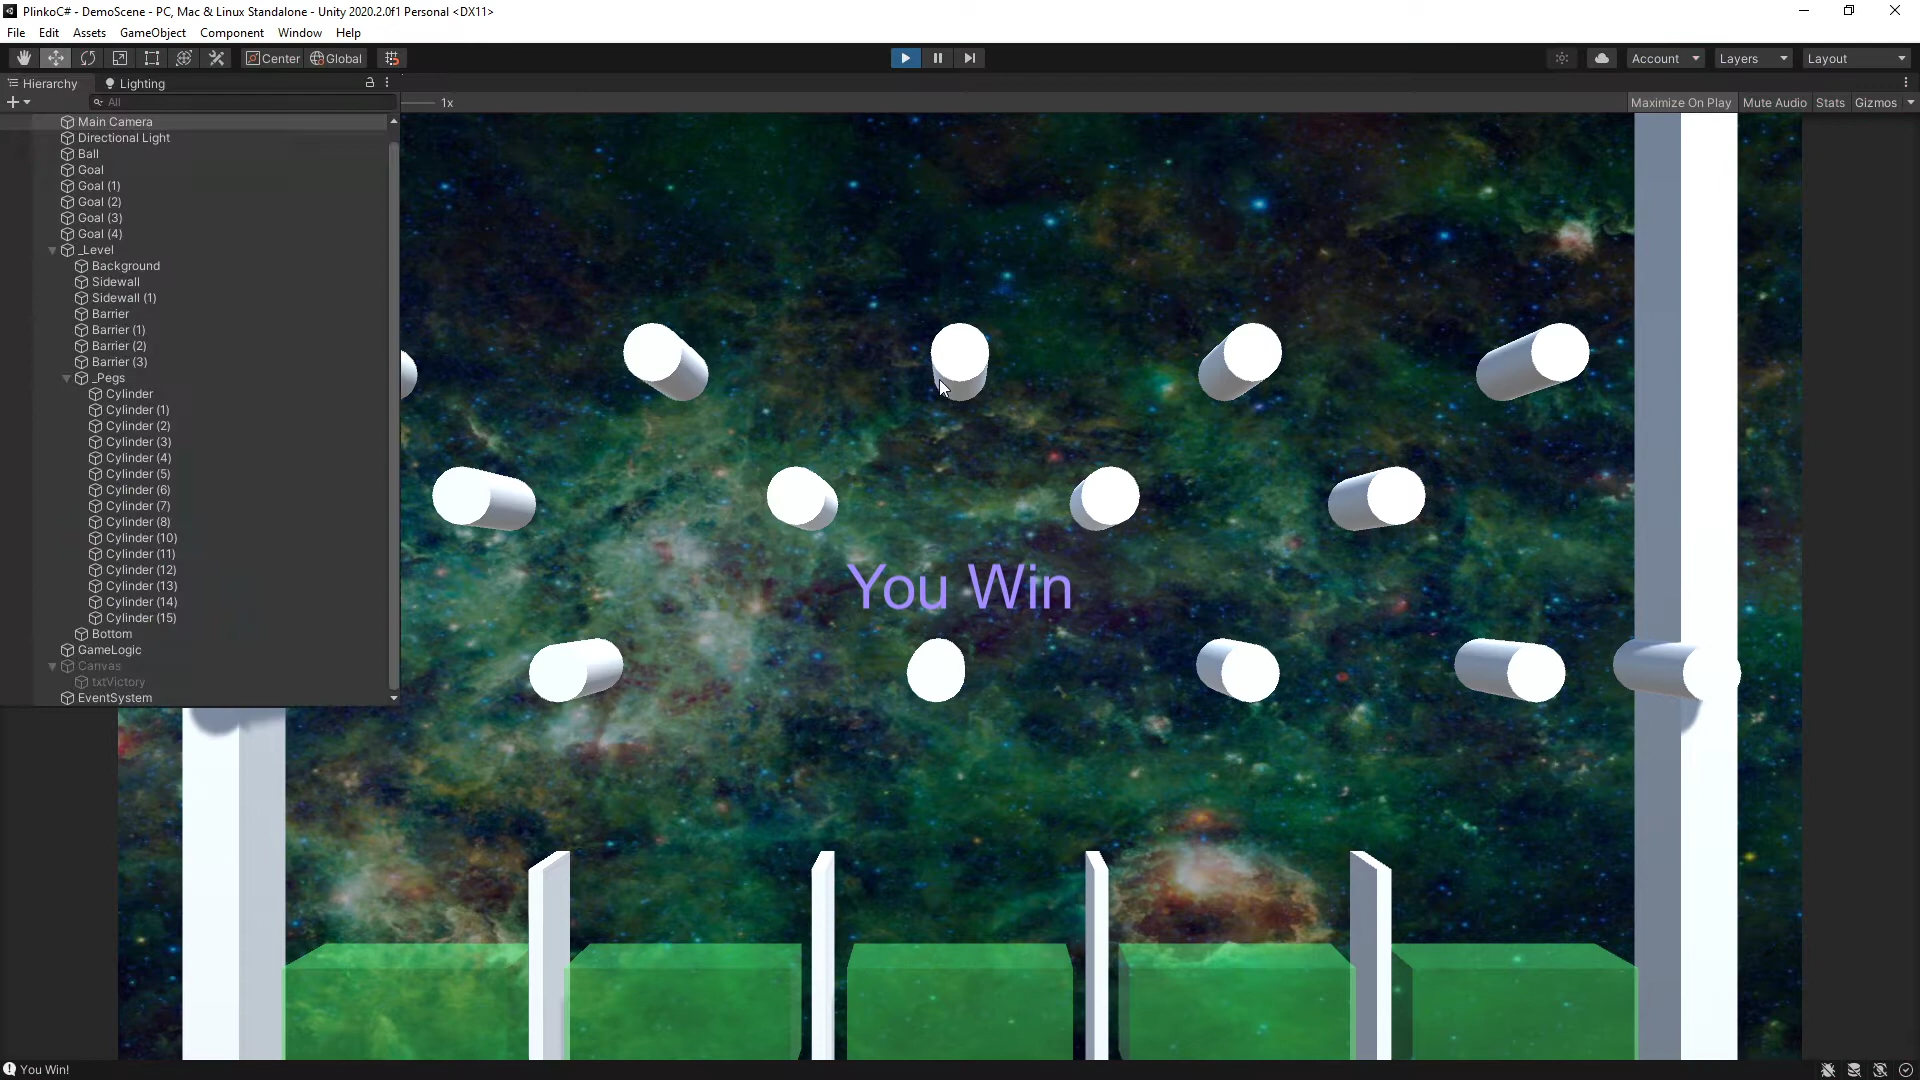 PlinkoC# - DemoScene - PC, Mac & Linux Standalone - Unity 2020.2.0f1 Personal <DX11>
File Edit Assets GameObject Component Window Help
Center Global Account Layers Layout
Hierarchy Lighting
All 1x Maximize On Play Mute Audio Stats Gizmos
Main Camera
Directional Light
Ball
Goal
Goal (1)
Goal (2)
Goal (3)
Goal (4)
_Level
Background
Sidewall
Sidewall (1)
Barrier
Barrier (1)
Barrier (2)
Barrier (3)
_Pegs
Cylinder
Cylinder (1)
Cylinder (2)
Cylinder (3)
Cylinder (4)
Cylinder (5)
Cylinder (6)
Cylinder (7)
Cylinder (8)
Cylinder (10)
Cylinder (11)
Cylinder (12)
Cylinder (13)
Cylinder (14)
Cylinder (15)
Bottom
GameLogic
Canvas
txtVictory
EventSystem
You Win
You Win!